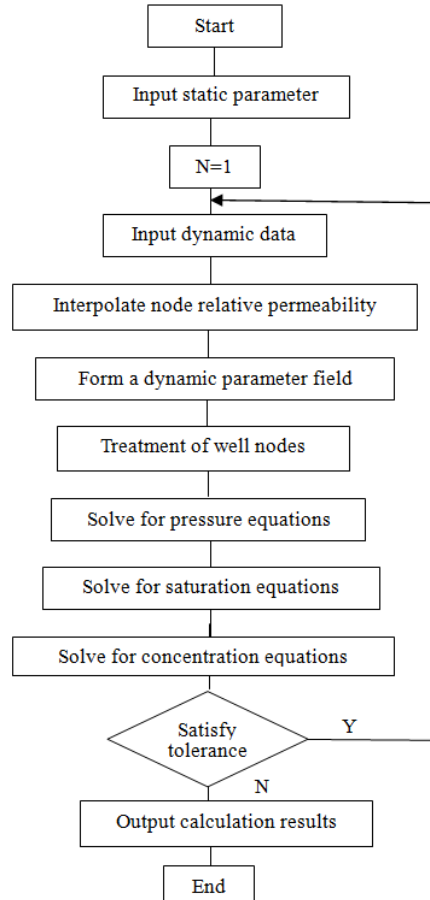 Start
Input static parameter
N=1
Input dynamic data
Interpolate node relative permeability
Form a dynamic parameter field
Treatment of well nodes
Solve for pressure equations
Solve for saturation equations
Solve for concentration equations
Satisfy
tolerance
Y
N
Output calculation results
End